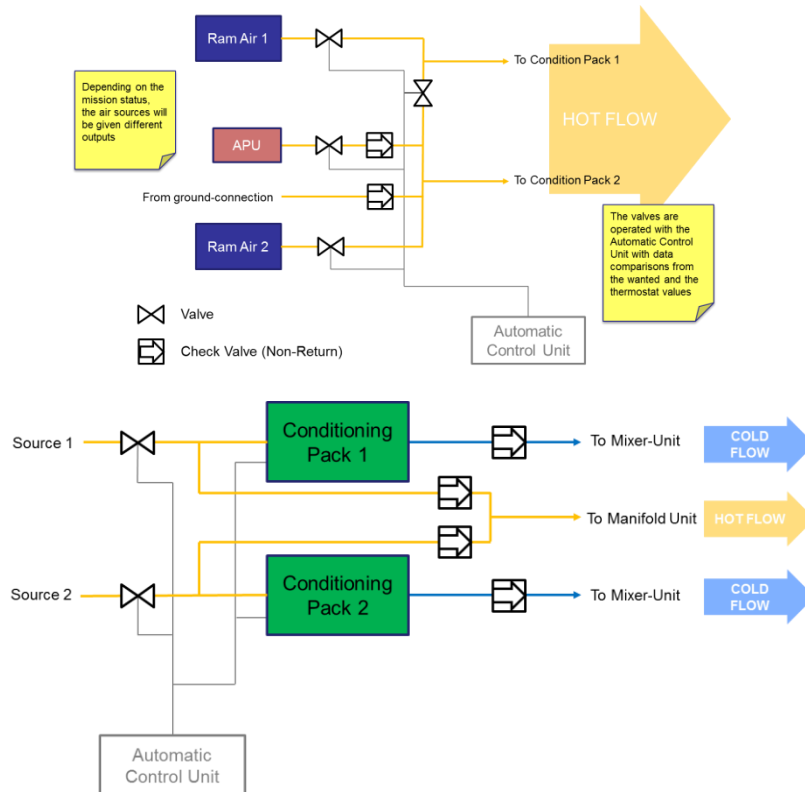 Ram Air 1
To Condition Pack 1
Depending on the
mission status,
the air sources will
be given different
outputs
HOT FLOW
APU
To Condition Pack 2
From ground-connection
Ram Air 2
The valves are
operated with the
Automatic Control
Unit with data
comparisons from
the wanted and the
thermostat values
Valve
Check Valve (Non-Return)
Automatic
Control Unit
Source 1
Conditioning
Pack 1
To Mixer-Unit
COLD
FLOW
To Manifold Unit
HOT FLOW
Source 2
Conditioning
Pack 2
To Mixer-Unit
COLD
FLOW
Automatic
Control Unit